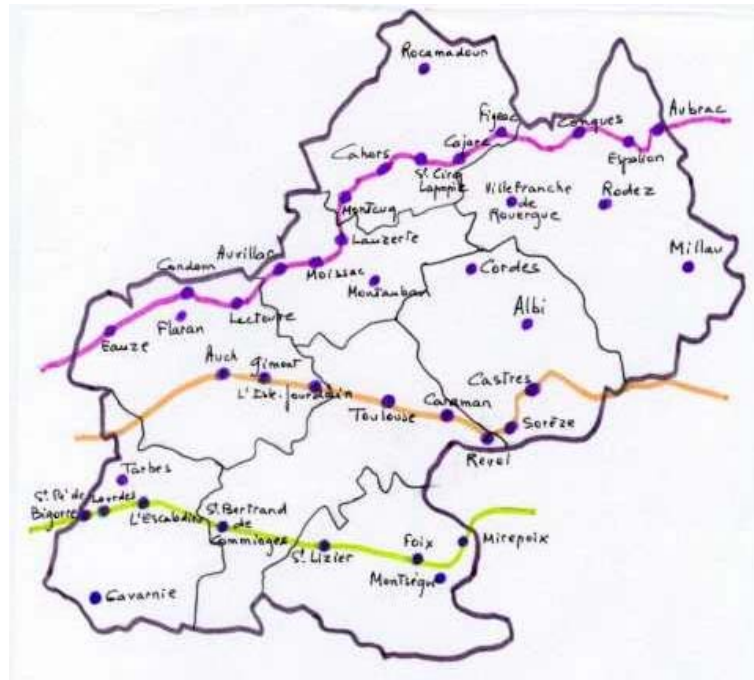 Rocamadour
Figeac
Conques
Aubrac
Cajarc
Espalion
Cahors
St Cirq
Lapopie
Villefranche
de
Rouergue
Rodez
Montcuq
Lauzerte
Auvillar
Moissac
Cordes
Millau
Condom
Montauban
Lectoure
Flaran
Albi
Eauze
Auch
Gimont
L'Isle-Jourdain
Castres
Toulouse
Caraman
Sorèze
Revel
Tarbes
St Pé de
Bigorre
Lourdes
L'Escaladieu
St Bertrand
de
Comminges
St Lizier
Foix
Mirepoix
Montségur
Gavarnie